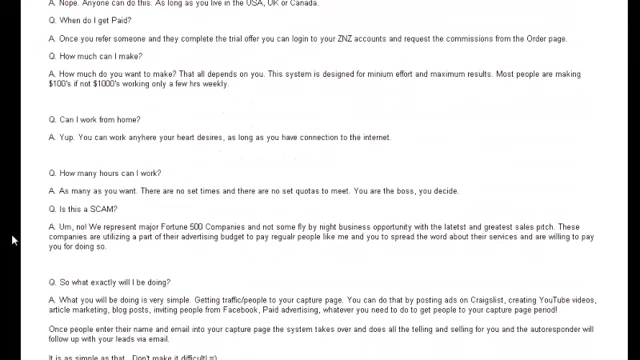 A. Nope. Anyone can do this. As long as you live in the USA, UK or Canada.
Q. When do I get Paid?
A. Once you refer someone and they complete the trial offer you can login to your ZNZ accounts and request the commissions from the Order page.
Q. How much can I make?
A. How much do you want to make? That all depends on you. This system is designed for minium effort and maximum results. Most people are making
$100's if not $1000's working only a few hrs weekly.
Q. Can I work from home?
A. Yup. You can work anyhere your heart desires, as long as you have connection to the internet.
Q. How many hours can I work?
A. As many as you want. There are no set times and there are no set quotas to meet. You are the boss, you decide.
Q. Is this a SCAM?
A. Um, no! We represent major Fortune 500 Companies and not some fly by night business opportunity with the latetst and greatest sales pitch. These
companies are utilizing a part of their advertising budget to pay regualr people like me and you to spread the word about their services and are willing to pay
you for doing so.
Q. So what exactly will I be doing?
A. What you will be doing is very simple. Getting traffic/people to your capture page. You can do that by posting ads on Craigslist, creating YouTube videos,
article marketing, blog posts, inviting people from Facebook, Paid advertising, whatever you need to do to get people to your capture page period!
Once people enter their name and email into your capture page the system takes over and does all the telling and selling for you and the autoresponder will
follow up with your leads via email.
It is as simple as that. Don't make it difficult! =)